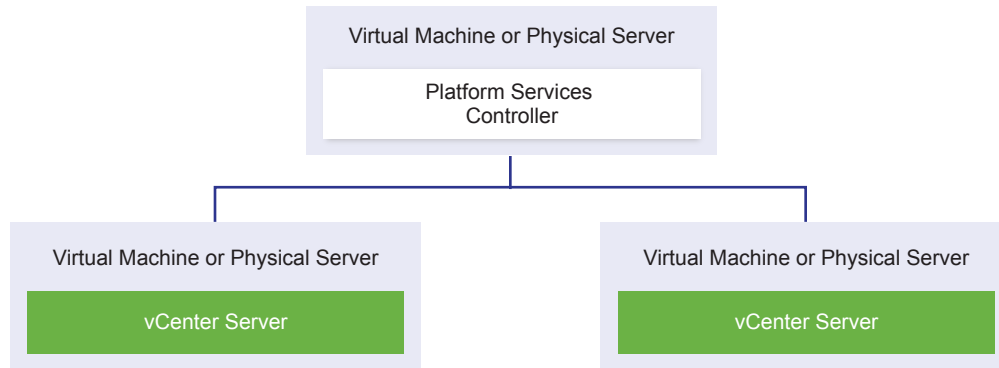 Virtual Machine or Physical Server
Platform Services
Controller
Virtual Machine or Physical Server
vCenter Server
Virtual Machine or Physical Server
vCenter Server